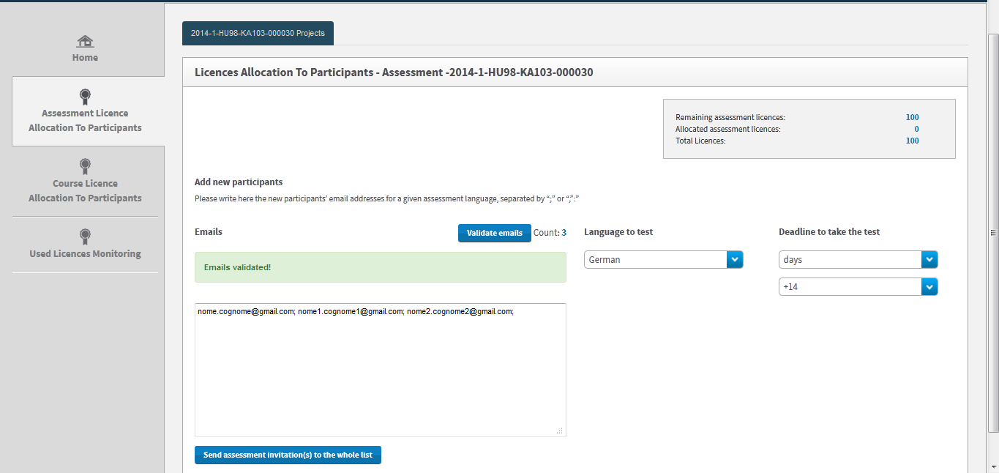 2014-1-HU98-KA103-000030 Projects
Home
Assessment Licence
Allocation To Participants
Course Licence
Allocation To Participants
Used Licences Monitoring
Licences Allocation To Participants - Assessment -2014-1-HU98-KA103-000030
Remaining assessment licences: 100
Allocated assessment licences: 0
Total Licences: 100
Add new participants
Please write here the new participants’ email addresses for a given assessment language, separated by “;” or “,”:”
Emails
Validate emails Count: 3
Emails validated!
nome.cognome@gmail.com; nome1.cognome1@gmail.com; nome2.cognome2@gmail.com;
Send assessment invitation(s) to the whole list
Language to test
German
Deadline to take the test
days
+14